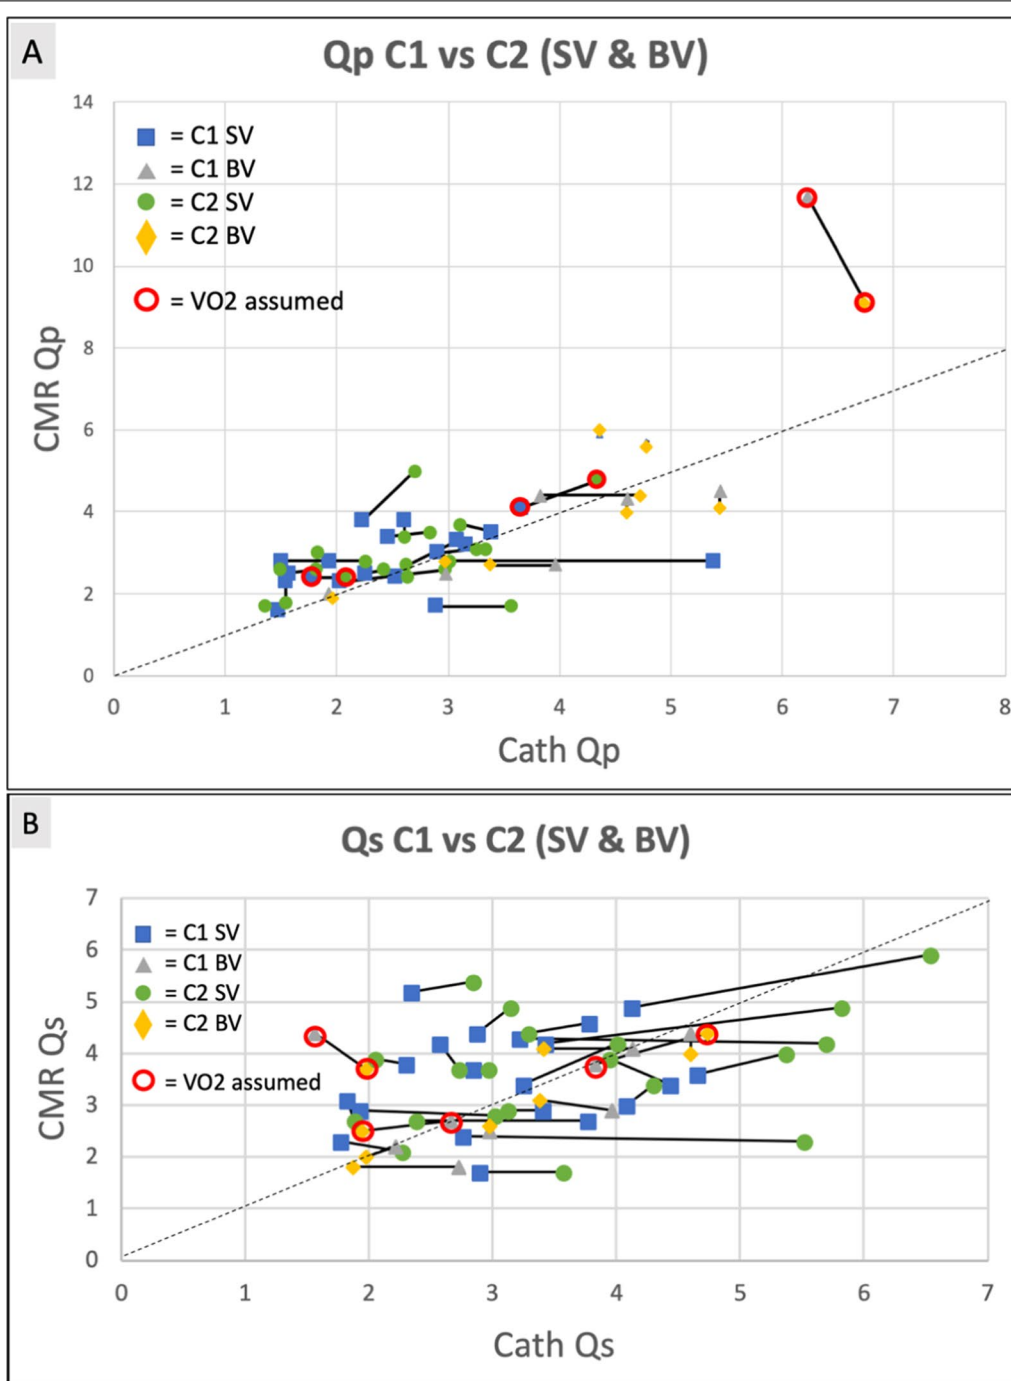 A
Qp C1 vs C2 (SV & BV)
14
12
10
8
6
4
2
0
= C1 SV
= C1 BV
= C2 SV
= C2 BV
= VO2 assumed
CMR Qp
0 1 2 3 4 5 6 7 8
Cath Qp
B
Qs C1 vs C2 (SV & BV)
7
6
5
4
3
2
1
0
= C1 SV
= C1 BV
= C2 SV
= C2 BV
= VO2 assumed
CMR Qs
0 1 2 3 4 5 6 7
Cath Qs